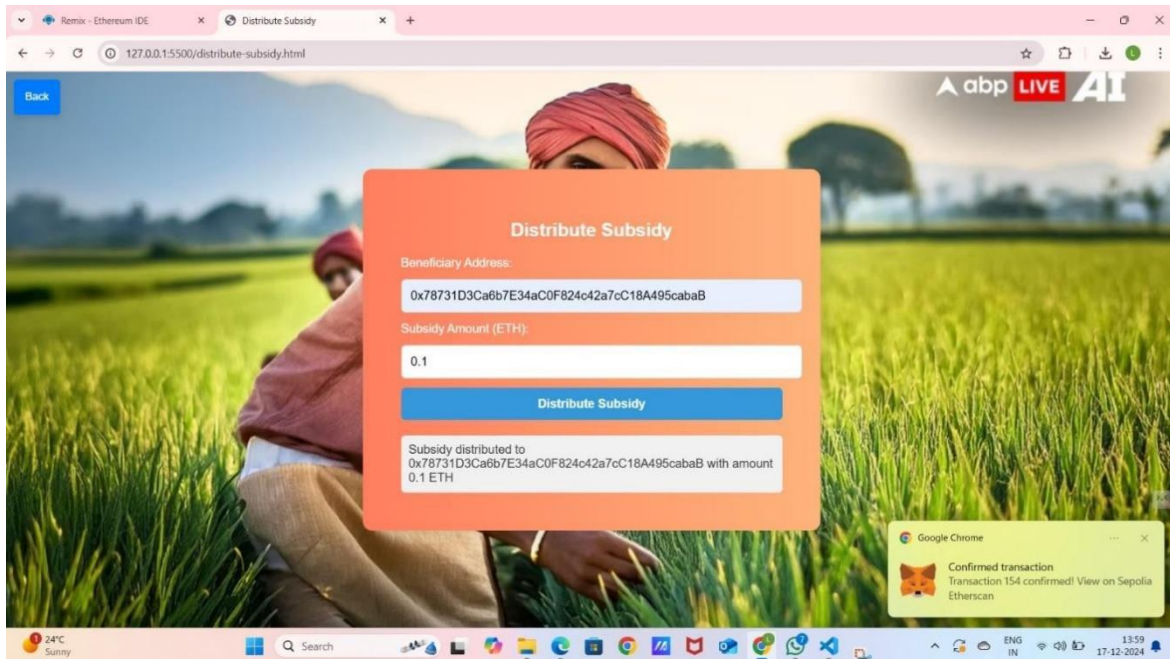 Remix - Ethereum IDE
Distribute Subsidy
127.0.0.1:5500/distribute-subsidy.html
L
Back
abp LIVE AI
Distribute Subsidy
Beneficiary Address:
0x78731D3Ca6b7E34aC0F824c42a7cC18A495cabaB
Subsidy Amount (ETH):
0.1
Distribute Subsidy
Subsidy distributed to
0x78731D3Ca6b7E34aC0F824c42a7cC18A495cabaB with amount
0.1 ETH
Google Chrome
Confirmed transaction
Transaction 154 confirmed! View on Sepolia
Etherscan
1
24°C
Sunny
Search
7
ENG
IN
13:59
17-12-2024